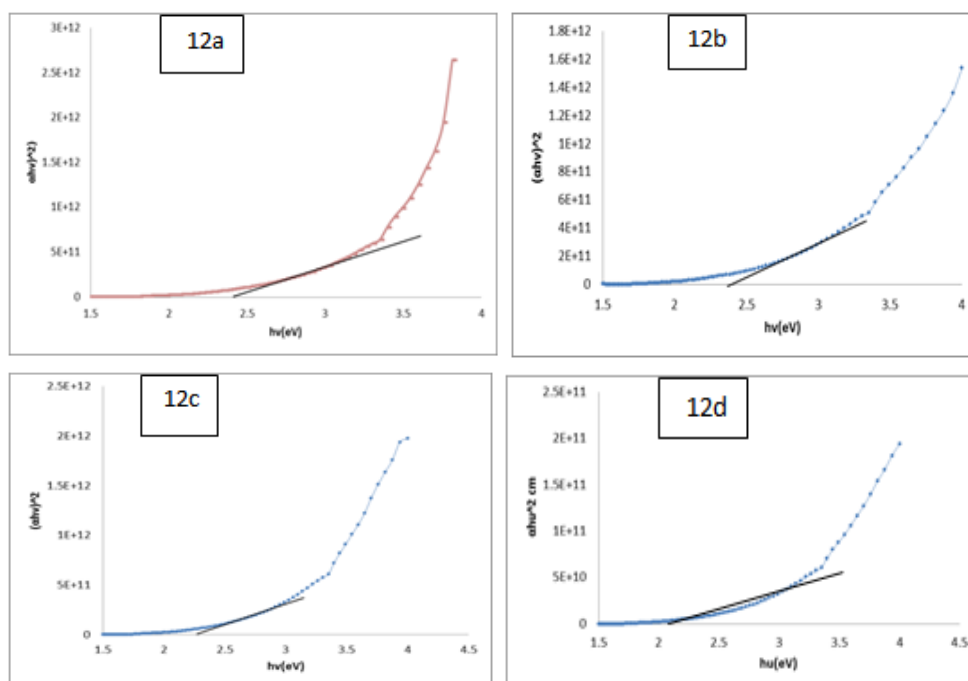 12a
3E+12
2.5E+12
2E+12
1.5E+12
1E+12
5E+11
0
αhv)^2)
1.5 2 2.5 3 3.5 4
hv(eV)
12b
1.8E+12
1.6E+12
1.4E+12
1.2E+12
1E+12
8E+11
6E+11
4E+11
2E+11
0
(αhv)^2
1.5 2 2.5 3 3.5 4
hv(eV)
12c
2.5E+12
2E+12
1.5E+12
1E+12
5E+11
0
(αhv)^2
1.5 2 2.5 3 3.5 4 4.5
hv(eV)
12d
2.5E+11
2E+11
1.5E+11
1E+11
5E+10
0
αhu^2 cm
1.5 2 2.5 3 3.5 4 4.5
hu(eV)